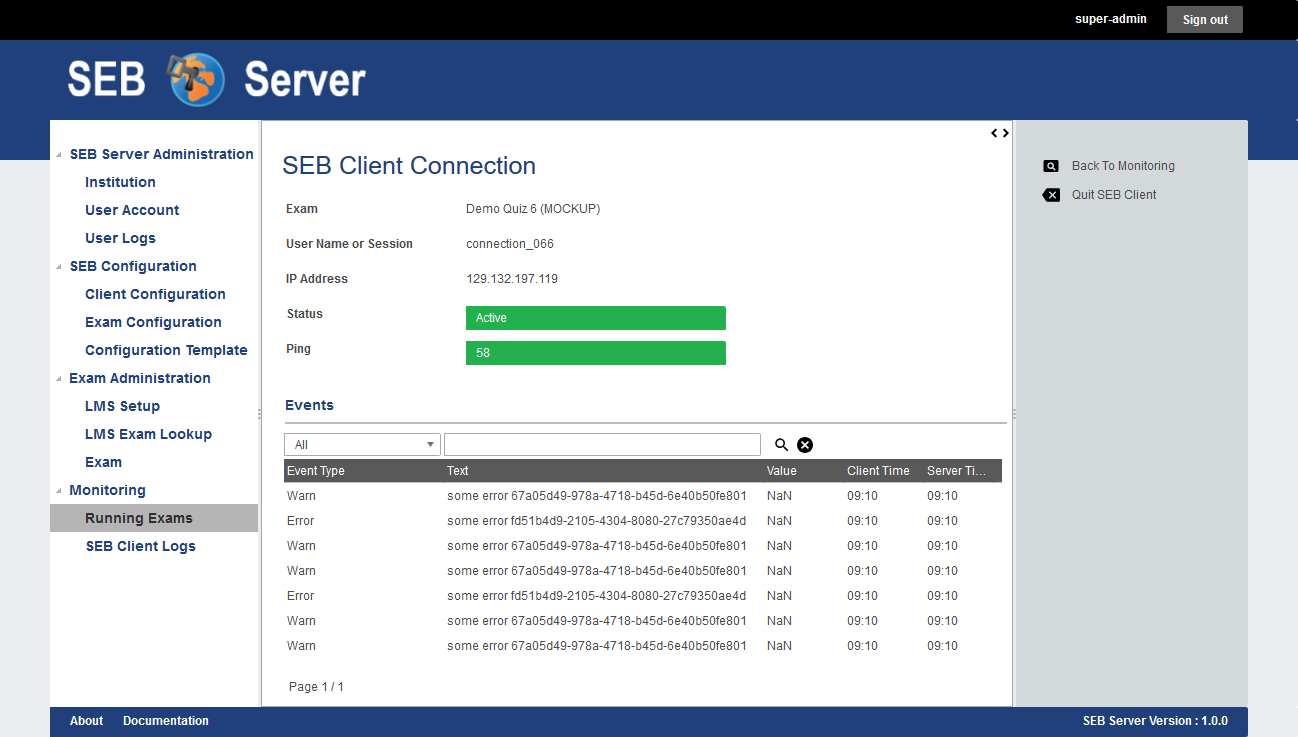 super-admin Sign out
SEB Server
SEB Server Administration
Institution
User Account
User Logs
SEB Configuration
Client Configuration
Exam Configuration
Configuration Template
Exam Administration
LMS Setup
LMS Exam Lookup
Exam
Monitoring
Running Exams
SEB Client Logs
SEB Client Connection
Exam Demo Quiz 6 (MOCKUP)
User Name or Session connection_066
IP Address 129.132.197.119
Status Active
Ping 58
Events
All
Event Type Text Value Client Time Server Ti...
Warn some error 67a05d49-978a-4718-b45d-6e40b50fe801 NaN 09:10 09:10
Error some error fd51b4d9-2105-4304-8080-27c79350ae4d NaN 09:10 09:10
Warn some error 67a05d49-978a-4718-b45d-6e40b50fe801 NaN 09:10 09:10
Warn some error 67a05d49-978a-4718-b45d-6e40b50fe801 NaN 09:10 09:10
Error some error fd51b4d9-2105-4304-8080-27c79350ae4d NaN 09:10 09:10
Warn some error 67a05d49-978a-4718-b45d-6e40b50fe801 NaN 09:10 09:10
Warn some error 67a05d49-978a-4718-b45d-6e40b50fe801 NaN 09:10 09:10
Page 1 / 1
Back To Monitoring
Quit SEB Client
About Documentation
SEB Server Version : 1.0.0